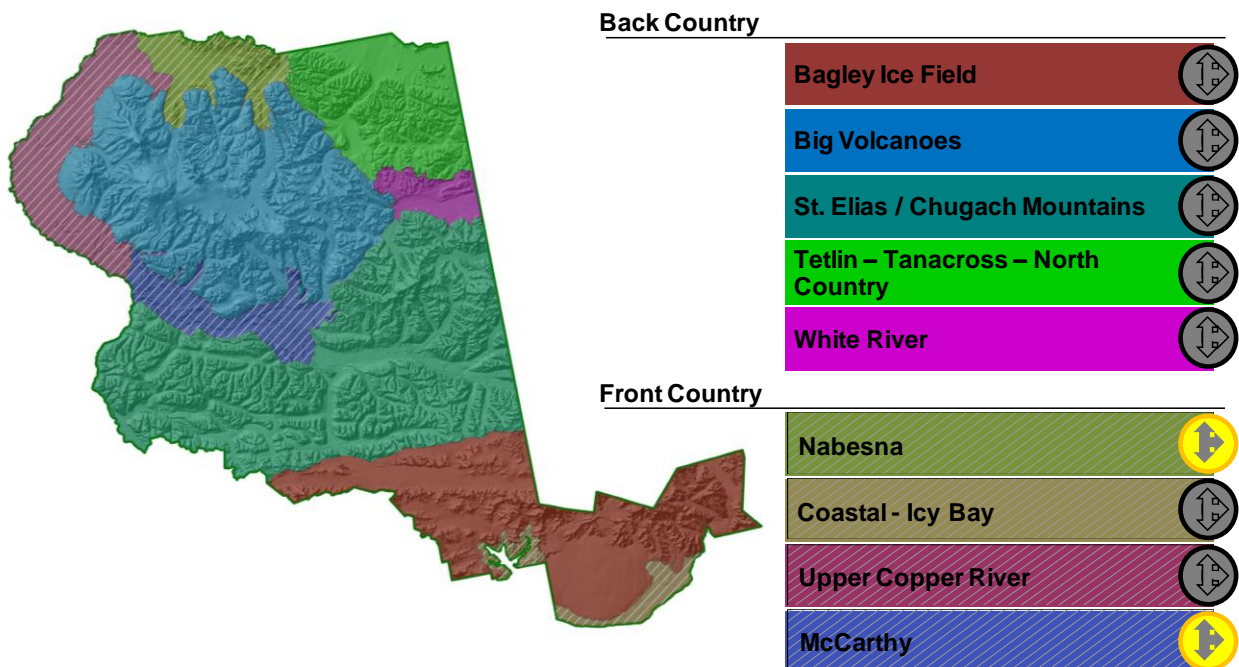 Back Country
Bagley Ice Field
Big Volcanoes
St. Elias / Chugach Mountains
Tetlin – Tanacross – North
Country
White River
Front Country
Nabesna
Coastal - Icy Bay
Upper Copper River
McCarthy